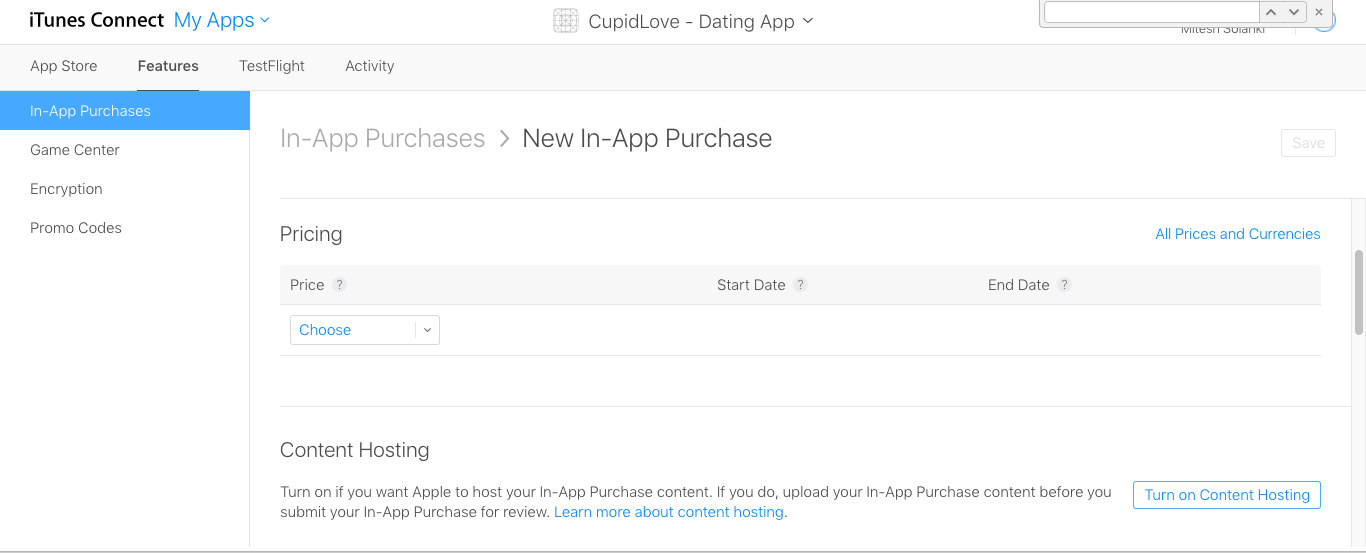 iTunes Connect My Apps CupidLove - Dating App
Mitesh Solanki
App Store Features TestFlight Activity
In-App Purchases
Game Center
Encryption
Promo Codes
In-App Purchases > New In-App Purchase
Save
Pricing
All Prices and Currencies
Price ? Start Date ? End Date ?
Choose
Content Hosting
Turn on if you want Apple to host your In-App Purchase content. If you do, upload your In-App Purchase content before you
submit your In-App Purchase for review. Learn more about content hosting.
Turn on Content Hosting